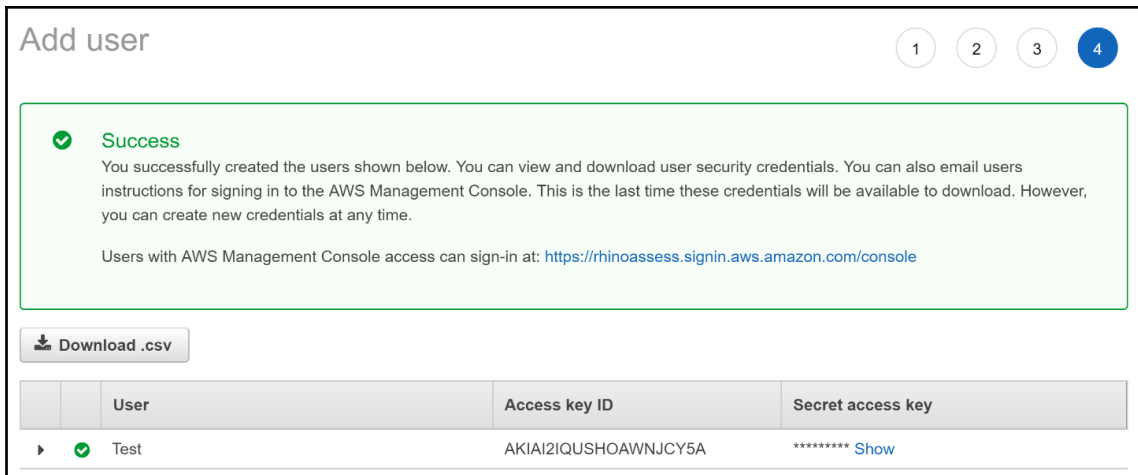 Add user
1 2 3 4
Success
You successfully created the users shown below. You can view and download user security credentials. You can also email users
instructions for signing in to the AWS Management Console. This is the last time these credentials will be available to download. However,
you can create new credentials at any time.
Users with AWS Management Console access can sign-in at: https://rhinoassess.signin.aws.amazon.com/console
Download .csv
User Access key ID Secret access key
Test AKIAI2IQUSHOAWNJCY5A ********* Show